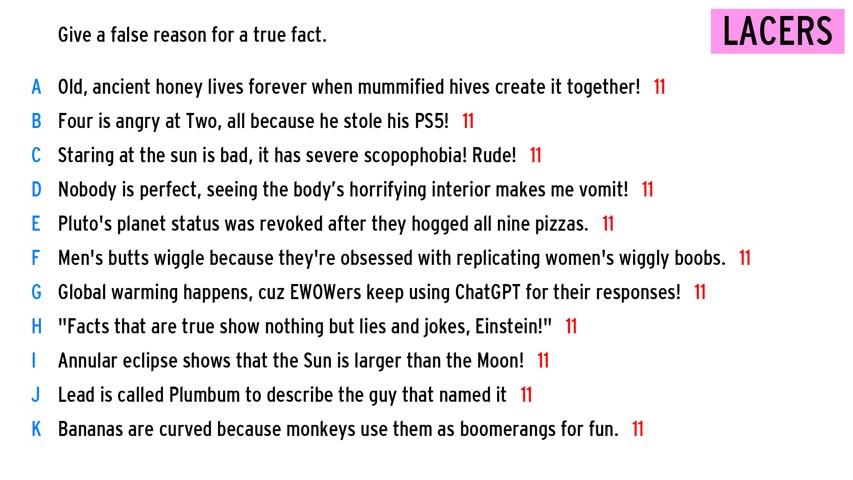 Give a false reason for a true fact.
LACERS
A Old, ancient honey lives forever when mummified hives create it together! 11
B Four is angry at Two, all because he stole his PS5! 11
C Staring at the sun is bad, it has severe scopophobia! Rude! 11
D Nobody is perfect, seeing the body's horrifying interior makes me vomit! 11
E Pluto's planet status was revoked after they hogged all nine pizzas. 11
F Men's butts wiggle because they're obsessed with replicating women's wiggly boobs. 11
G Global warming happens, cuz EWOWers keep using ChatGPT for their responses! 11
H "Facts that are true show nothing but lies and jokes, Einstein!" 11
I Annular eclipse shows that the Sun is larger than the Moon! 11
J Lead is called Plumbum to describe the guy that named it 11
K Bananas are curved because monkeys use them as boomerangs for fun. 11